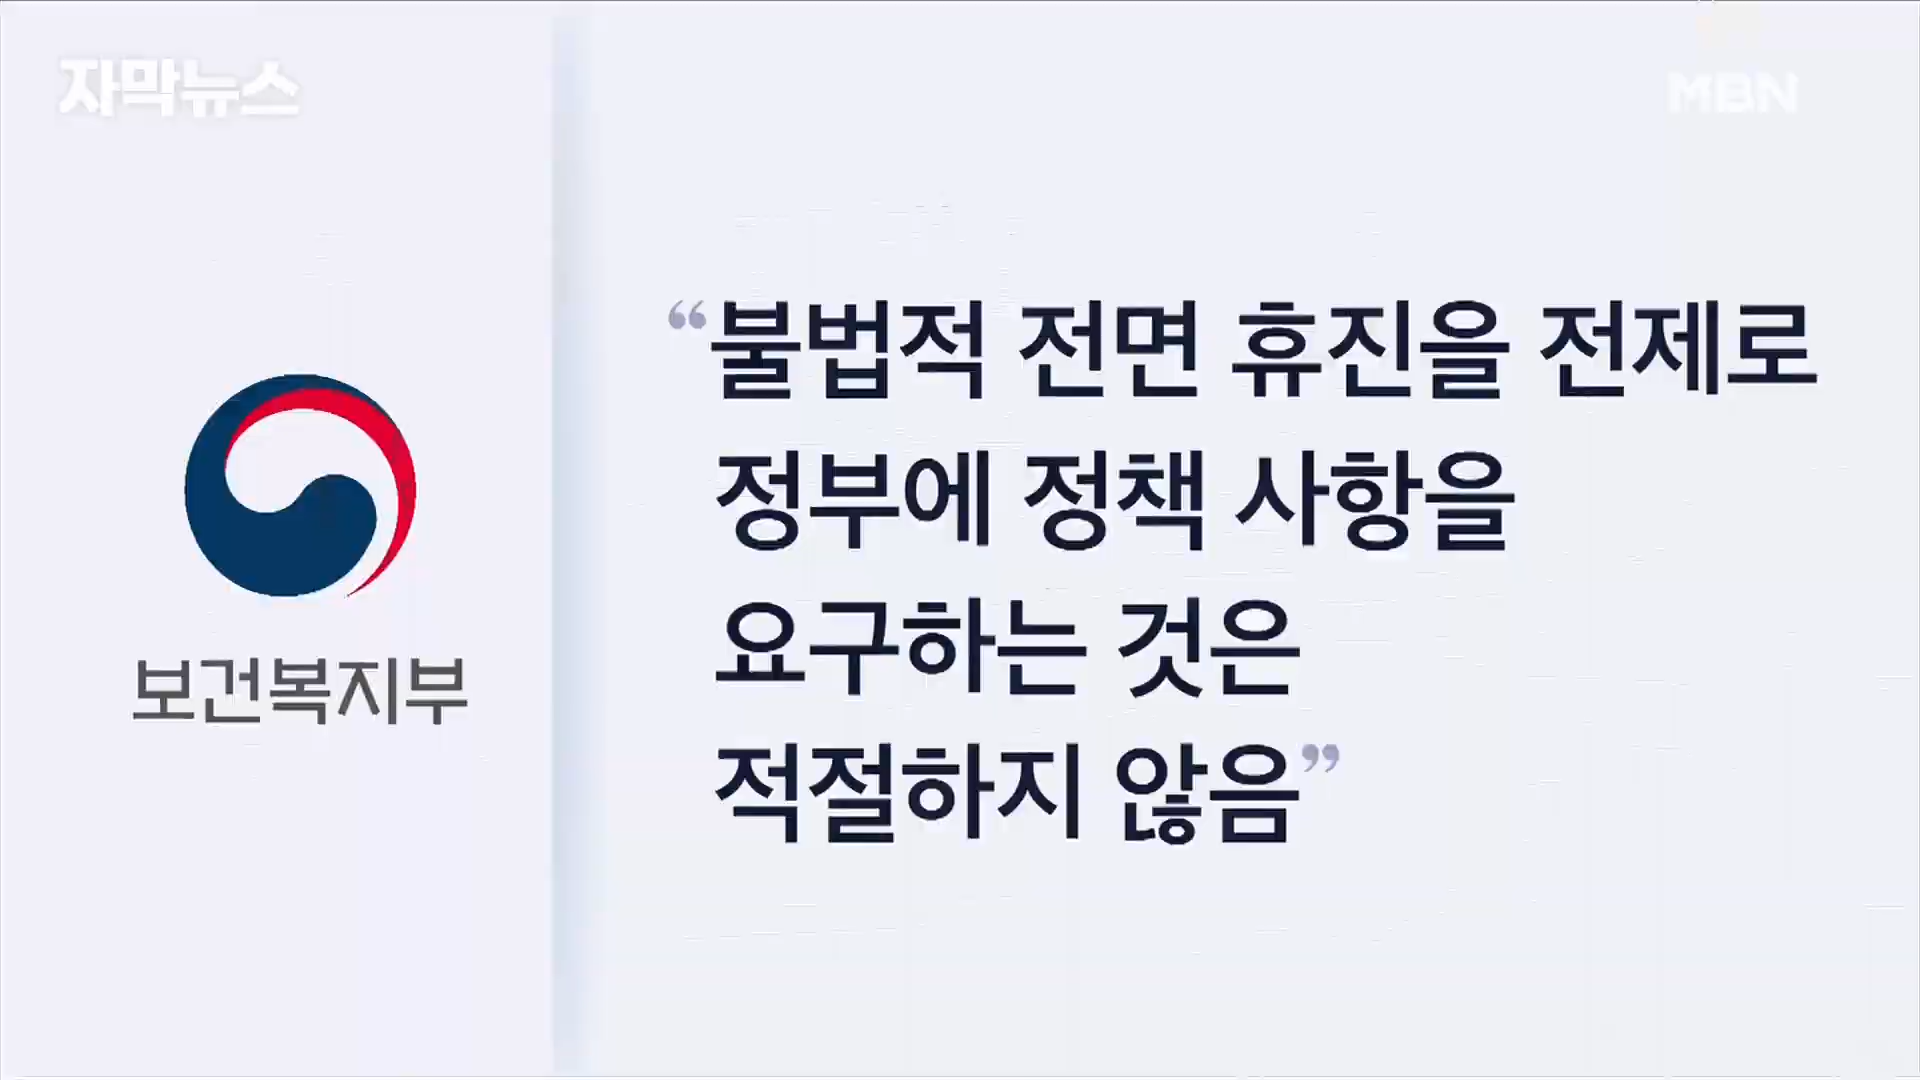 자막뉴스
MBN
“불법적 전면 휴진을 전제로
정부에 정책 사항을
요구하는 것은
적절하지 않음”
보건복지부